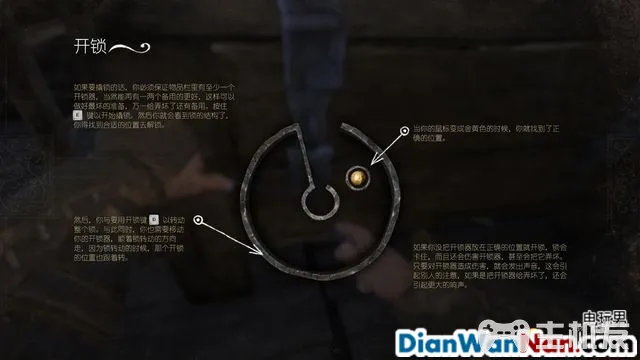 开锁
如果要撬锁的话，你必须保证物品栏里有至少一个
开锁器，当然能再有一两个备用的更好，这样可以
做好最坏的准备，万一给弄坏了还有备用。按住
E 键以开始撬锁。然后你就会看到锁的结构了，
你得找到合适的位置去解锁。
当你的鼠标变成金黄色的时候，你就找到了正
确的位置。
然后，你与要用开锁键 D 以转动
整个锁。与此同时，你也需要移动
你的开锁器，顺着锁转动的方向
走，因为锁转动的时候，那个开锁
的位置也跟着转。
如果你没把开锁器放在正确的位置就开锁，锁会
卡住，而且还会伤害开锁器，甚至会把它弄坏。
只要对开锁器造成伤害，就会发出声音，这会引
起别人的注意，如果是把开锁器给弄坏了，还会
引起更大的响声。
电玩男
主机友
DianWanNan.com